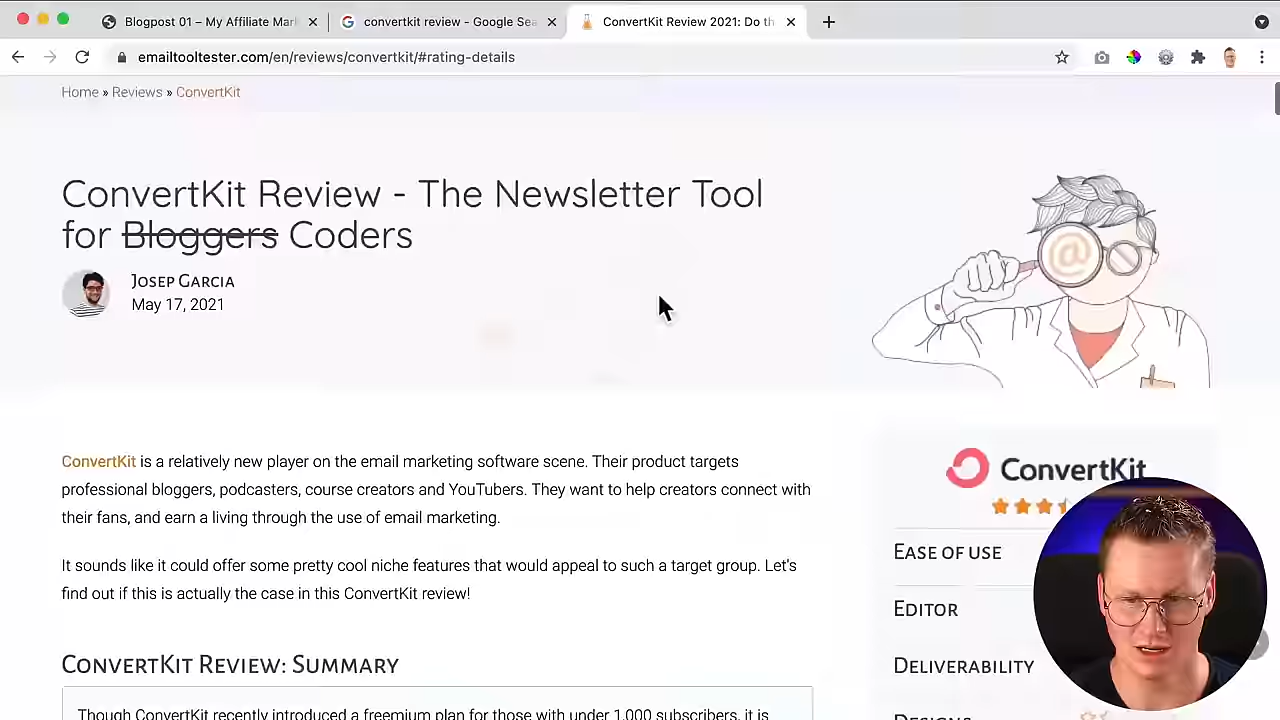 Blogpost 01 – My Affiliate Mar
convertkit review - Google Sea
ConvertKit Review 2021: Do th
emailtooltester.com/en/reviews/convertkit/#rating-details
Home » Reviews » ConvertKit
ConvertKit Review - The Newsletter Tool
for Bloggers Coders
Josep Garcia
May 17, 2021
@
ConvertKit is a relatively new player on the email marketing software scene. Their product targets
professional bloggers, podcasters, course creators and YouTubers. They want to help creators connect with
their fans, and earn a living through the use of email marketing.
It sounds like it could offer some pretty cool niche features that would appeal to such a target group. Let's
find out if this is actually the case in this ConvertKit review!
ConvertKit Review: Summary
Though ConvertKit recently introduced a freemium plan for those with under 1,000 subscribers, it is
ConvertKit
Ease of use
Editor
Deliverability
Designs